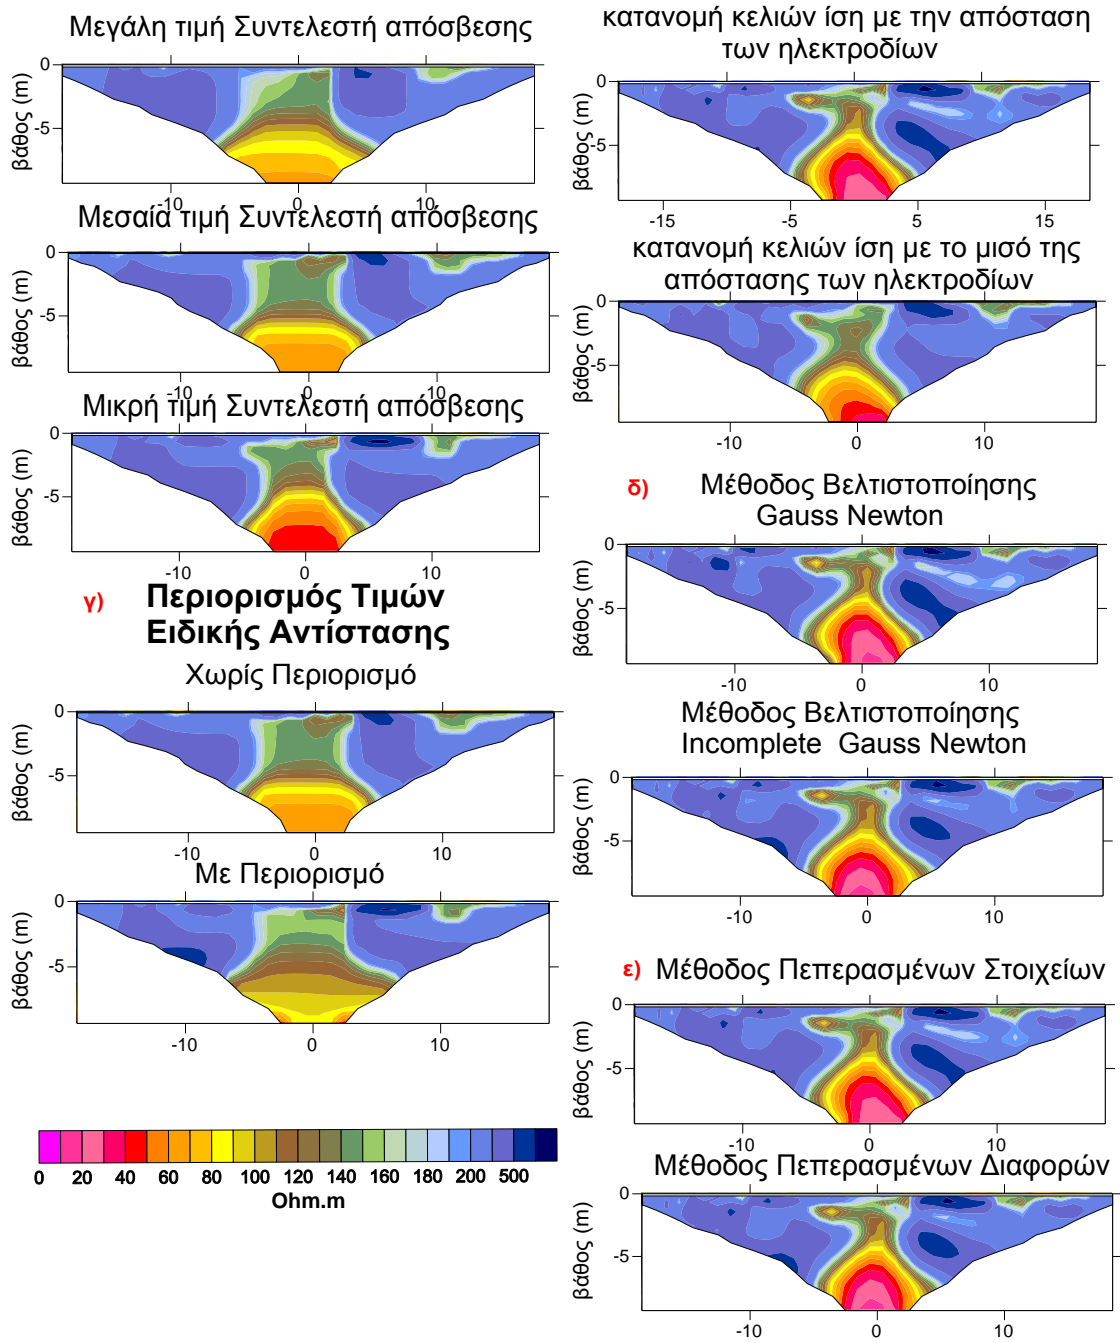 Μεγάλη τιμή Συντελεστή απόσβεσης
0
-5
βάθος (m)
-10 0 10
Μεσαία τιμή Συντελεστή απόσβεσης
0
-5
βάθος (m)
-10 0 10
Μικρή τιμή Συντελεστή απόσβεσης
0
-5
βάθος (m)
-10 0 10
γ) Περιορισμός Τιμών
Ειδικής Αντίστασης
Χωρίς Περιορισμό
0
-5
βάθος (m)
-10 0 10
Με Περιορισμό
0
-5
βάθος (m)
-10 0 10
0 20 40 60 80 100 120 140 160 180 200 500
Ohm.m
κατανομή κελιών ίση με την απόσταση
των ηλεκτροδίων
0
-5
βάθος (m)
-15 -5 5 15
κατανομή κελιών ίση με το μισό της
απόστασης των ηλεκτροδίων
0
-5
βάθος (m)
-10 0 10
δ) Μέθοδος Βελτιστοποίησης
Gauss Newton
0
-5
βάθος (m)
-10 0 10
Μέθοδος Βελτιστοποίησης
Incomplete Gauss Newton
0
-5
βάθος (m)
-10 0 10
ε) Μέθοδος Πεπερασμένων Στοιχείων
0
-5
βάθος (m)
-10 0 10
Μέθοδος Πεπερασμένων Διαφορών
0
-5
βάθος (m)
-10 0 10